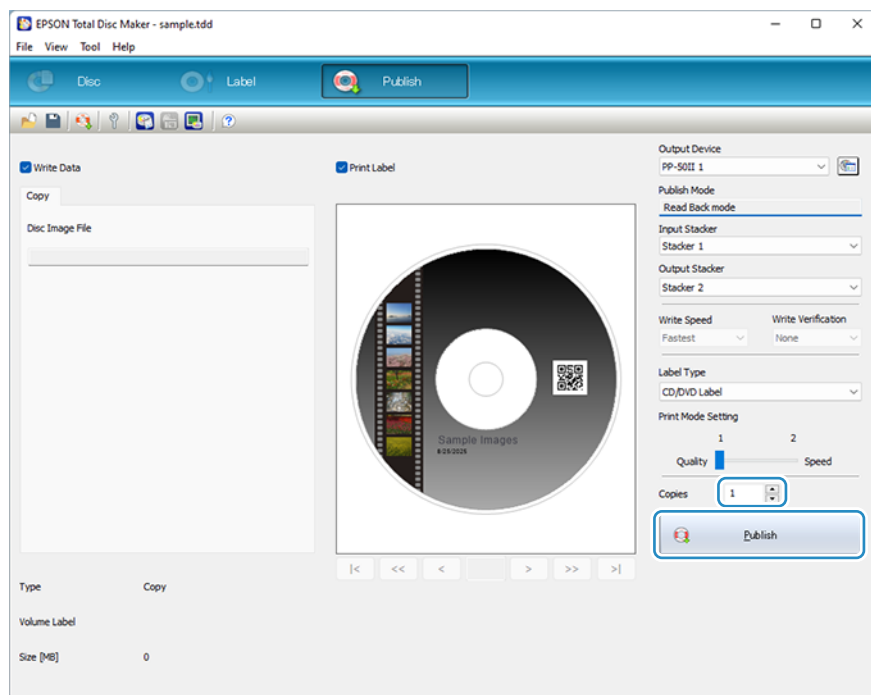 EPSON Total Disc Maker - sample.tdd
File View Tool Help
Disc Label Publish
Write Data
Copy
Disc Image File
Print Label
Sample Images
8/25/2025
|< << < > >> >|
Type Copy
Volume Label
Size [MB] 0
Output Device
PP-50II 1
Publish Mode
Read Back mode
Input Stacker
Stacker 1
Output Stacker
Stacker 2
Write Speed Write Verification
Fastest None
Label Type
CD/DVD Label
Print Mode Setting
1 2
Quality Speed
Copies 1
Publish